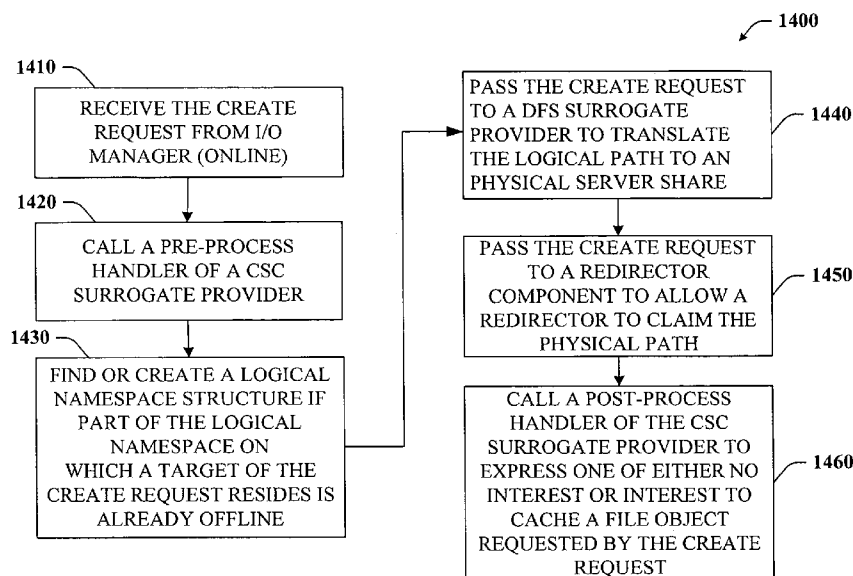 1400
1410
RECEIVE THE CREATE
REQUEST FROM I/O
MANAGER (ONLINE)
1420
CALL A PRE-PROCESS
HANDLER OF A CSC
SURROGATE PROVIDER
1430
FIND OR CREATE A LOGICAL
NAMESPACE STRUCTURE IF
PART OF THE LOGICAL
NAMESPACE ON
WHICH A TARGET OF THE
CREATE REQUEST RESIDES IS
ALREADY OFFLINE
PASS THE CREATE REQUEST
TO A DFS SURROGATE
PROVIDER TO TRANSLATE
THE LOGICAL PATH TO AN
PHYSICAL SERVER SHARE
1440
PASS THE CREATE REQUEST
TO A REDIRECTOR
COMPONENT TO ALLOW A
REDIRECTOR TO CLAIM THE
PHYSICAL PATH
1450
CALL A POST-PROCESS
HANDLER OF THE CSC
SURROGATE PROVIDER TO
EXPRESS ONE OF EITHER NO
INTEREST OR INTEREST TO
CACHE A FILE OBJECT
REQUESTED BY THE CREATE
REQUEST
1460